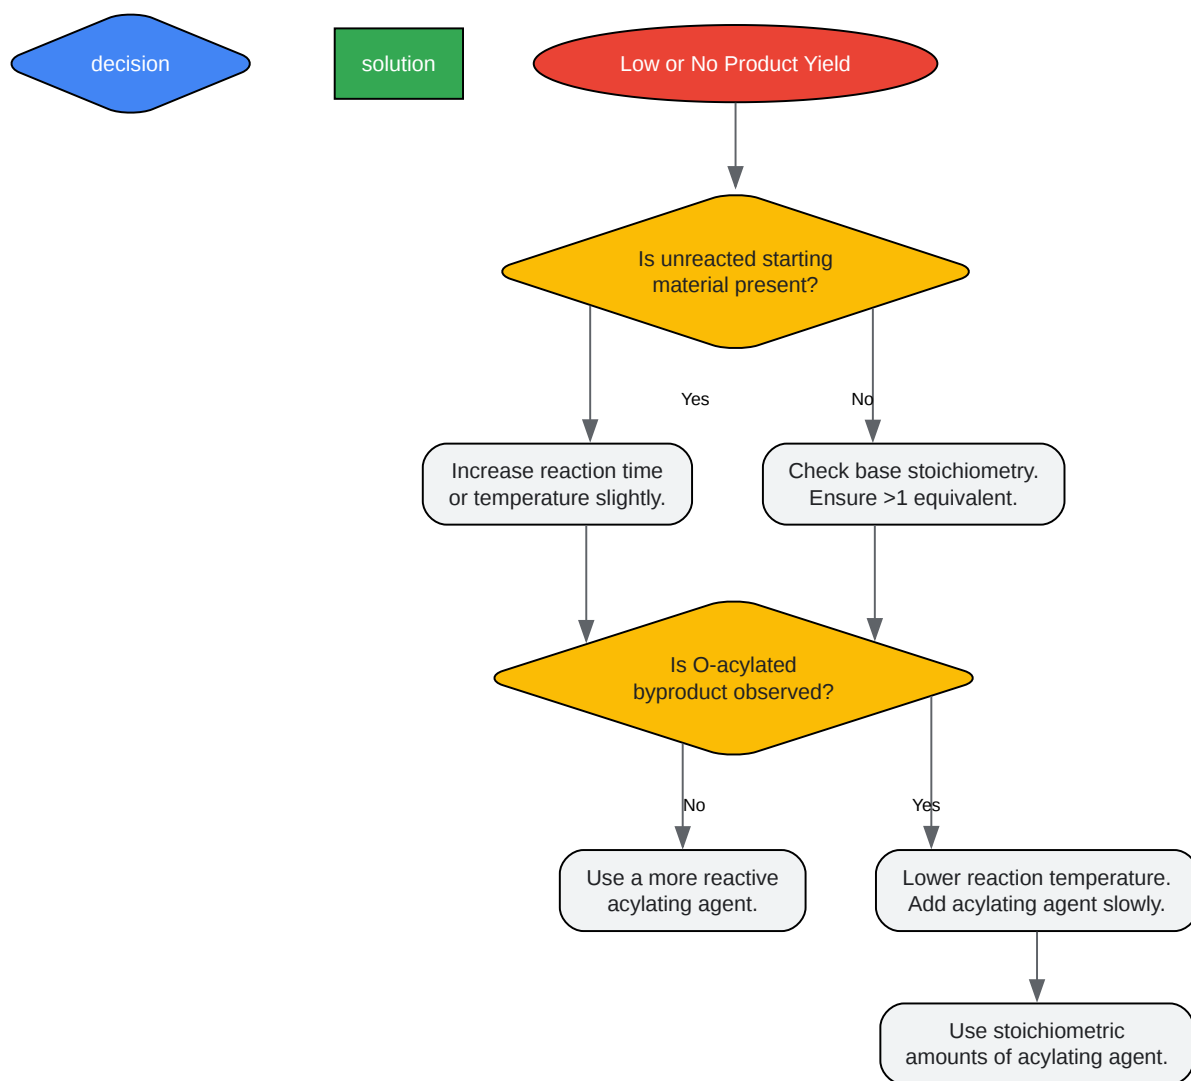 decision
solution
Low or No Product Yield
Is unreacted starting
material present?
Yes
No
Increase reaction time
or temperature slightly.
Check base stoichiometry.
Ensure >1 equivalent.
Is O-acylated
byproduct observed?
No
Yes
Use a more reactive
acylating agent.
Lower reaction temperature.
Add acylating agent slowly.
Use stoichiometric
amounts of acylating agent.